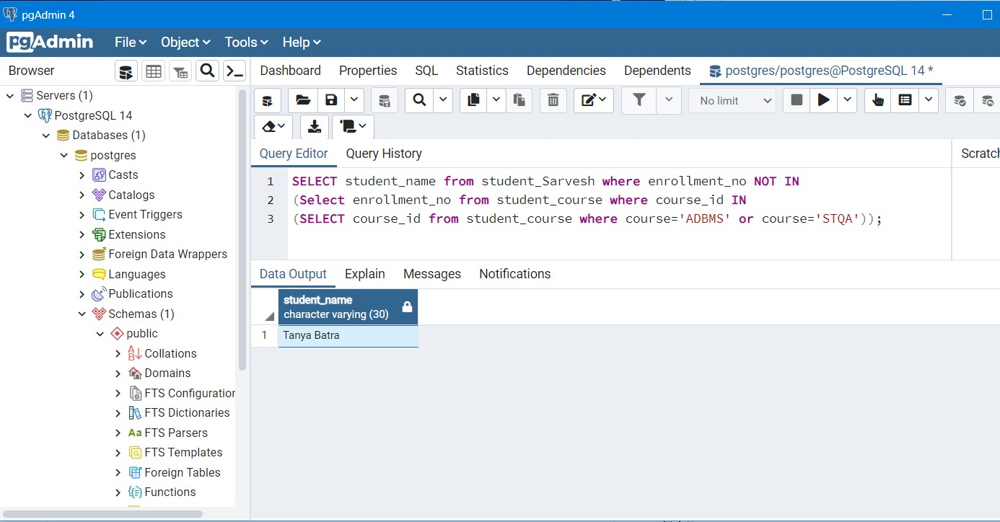 pgAdmin 4
pgAdmin File Object Tools Help
Browser
Dashboard Properties SQL Statistics Dependencies Dependents postgres/postgres@PostgreSQL 14 *
Servers (1)
PostgreSQL 14
Databases (1)
postgres
Casts
Catalogs
Event Triggers
Extensions
Foreign Data Wrappers
Languages
Publications
Schemas (1)
public
Collations
Domains
FTS Configuration
FTS Dictionaries
Aa FTS Parsers
FTS Templates
Foreign Tables
Functions
No limit
Query Editor Query History Scratch
1 SELECT student_name from student_Sarvesh where enrollment_no NOT IN
2 (Select enrollment_no from student_course where course_id IN
3 (SELECT course_id from student_course where course='ADBMS' or course='STQA'));
Data Output Explain Messages Notifications
student_name
character varying (30)
1 Tanya Batra